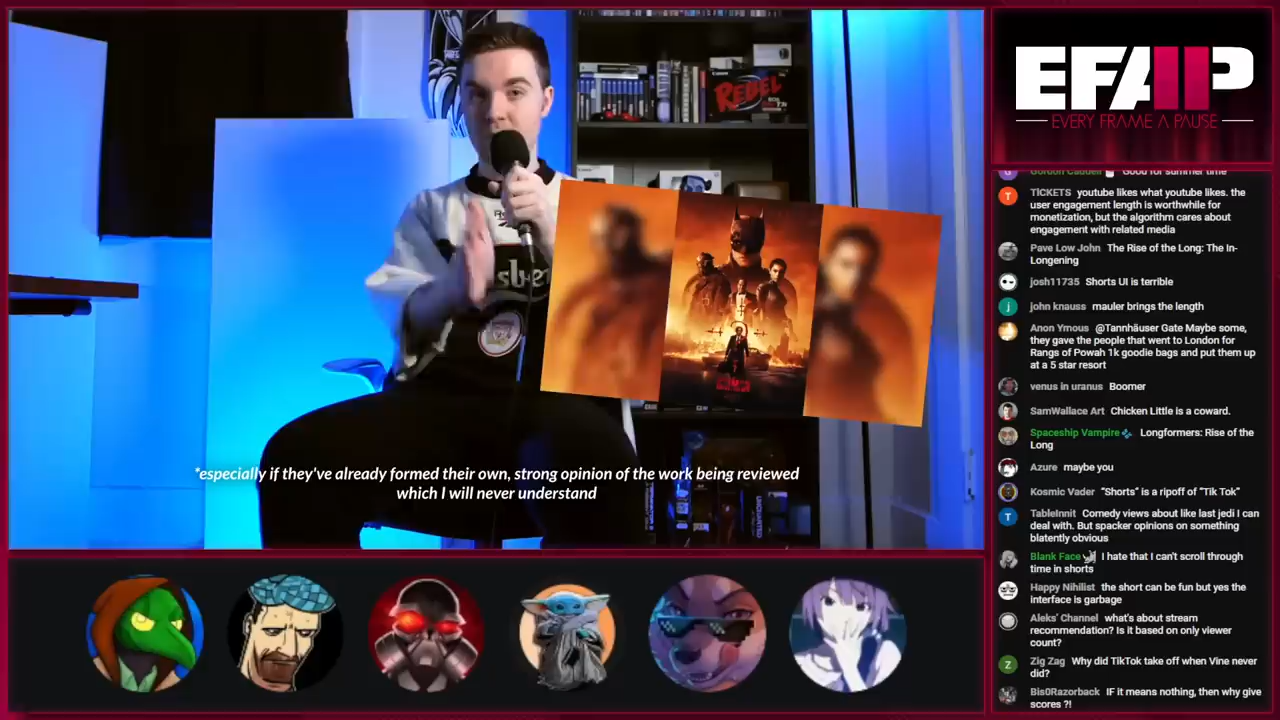 Canon
REBEL
*especially if they've already formed their own, strong opinion of the work being reviewed
which I will never understand
EFAP
EVERY FRAME A PAUSE
Gordon Good for summer time
TICKETS youtube likes what youtube likes. the
user engagement length is worthwhile for
monetization, but the algorithm cares about
engagement with related media
Pave Low John The Rise of the Long: The In-
Longening
josh11735 Shorts UI is terrible
john knauss mauler brings the length
Anon Ymous @Tannhäuser Gate Maybe some,
they gave the people that went to London for
Rangs of Powah 1k goodie bags and put them up
at a 5 star resort
venus in uranus Boomer
SamWallace Art Chicken Little is a coward.
Spaceship Vampire Longformers: Rise of the
Long
Azure maybe you
Kosmic Vader "Shorts" is a ripoff of "Tik Tok"
TableInnit Comedy views about like last jedi I can
deal with. But spacker opinions on something
blatently obvious
Blank Face I hate that I can't scroll through
time in shorts
Happy Nihilist the short can be fun but yes the
interface is garbage
Aleks' Channel what's about stream
recommendation? Is it based on only viewer
count?
Zig Zag Why did TikTok take off when Vine never
did?
Bis0Razorback IF it means nothing, then why give
scores ?!